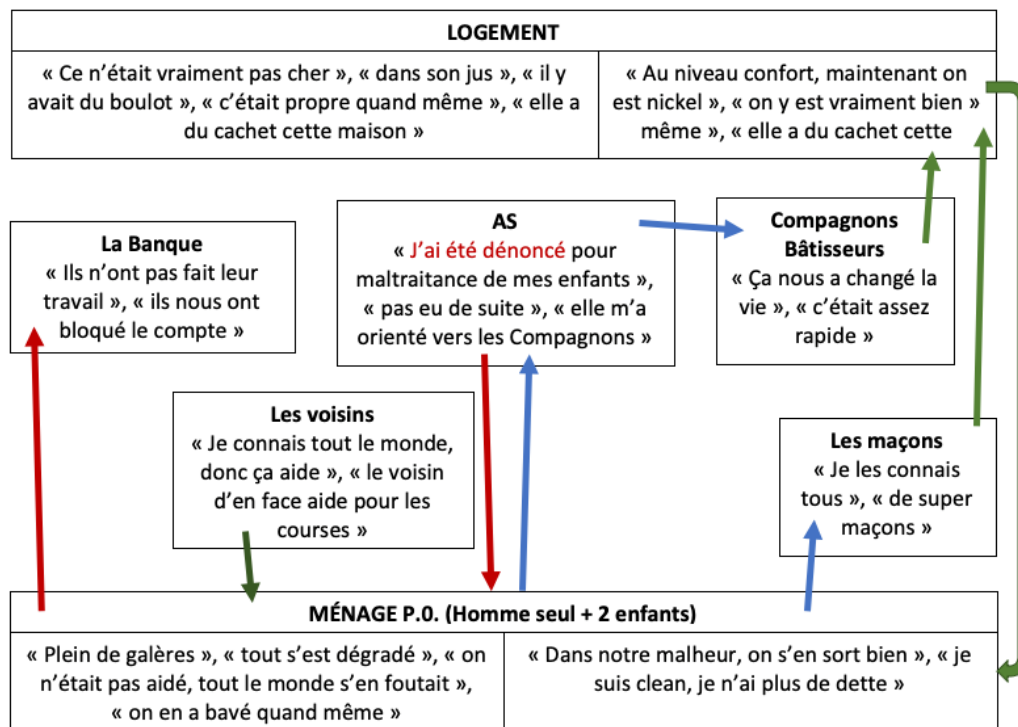 LOGEMENT
« Ce n’était vraiment pas cher », « dans son jus », « il y
avait du boulot », « c’était propre quand même », « elle a
du cachet cette maison »
« Au niveau confort, maintenant on
est nickel », « on y est vraiment bien »
même », « elle a du cachet cette
La Banque
« Ils n’ont pas fait leur
travail », « ils nous ont
bloqué le compte »
AS
« J’ai été dénoncé pour
maltraitance de mes enfants »,
« pas eu de suite », « elle m’a
orienté vers les Compagnons »
Compagnons
Bâtisseurs
« Ça nous a changé la
vie », « c’était assez
rapide »
Les voisins
« Je connais tout le monde,
donc ça aide », « le voisin
d’en face aide pour les
courses »
Les maçons
« Je les connais
tous », « de super
maçons »
MÉNAGE P.0. (Homme seul + 2 enfants)
« Plein de galères », « tout s’est dégradé », « on
n’était pas aidé, tout le monde s’en foutait »,
« on en a bavé quand même »
« Dans notre malheur, on s’en sort bien », « je
suis clean, je n’ai plus de dette »